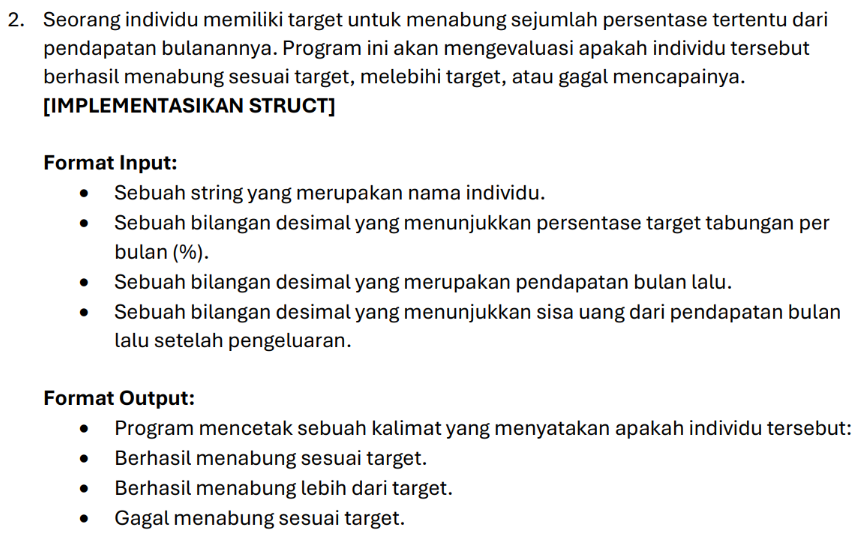 2. Seorang individu memiliki target untuk menabung sejumlah persentase tertentu dari
pendapatan bulanannya. Program ini akan mengevaluasi apakah individu tersebut
berhasil menabung sesuai target, melebihi target, atau gagal mencapainya.
[IMPLEMENTASIKAN STRUCT]
Format Input:
• Sebuah string yang merupakan nama individu.
• Sebuah bilangan desimal yang menunjukkan persentase target tabungan per
bulan (%).
• Sebuah bilangan desimal yang merupakan pendapatan bulan lalu.
• Sebuah bilangan desimal yang menunjukkan sisa uang dari pendapatan bulan
lalu setelah pengeluaran.
Format Output:
• Program mencetak sebuah kalimat yang menyatakan apakah individu tersebut:
• Berhasil menabung sesuai target.
• Berhasil menabung lebih dari target.
• Gagal menabung sesuai target.